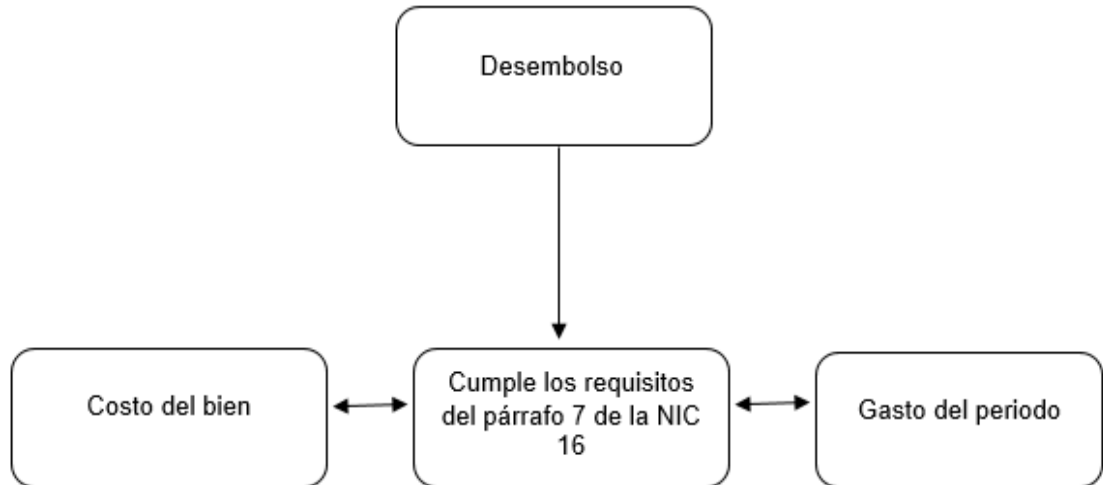 Desembolso
Costo del bien
Cumple los requisitos
del párrafo 7 de la NIC
16
Gasto del periodo